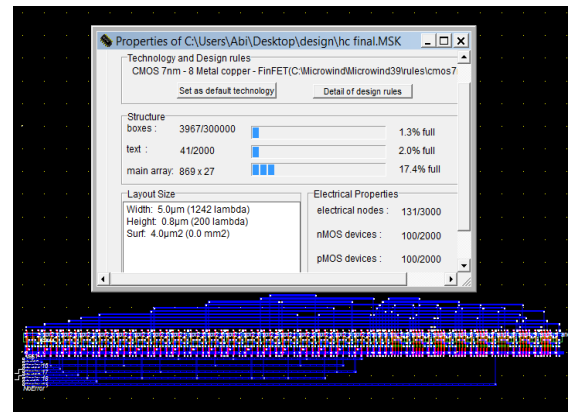 Properties of C:\Users\Abi\Desktop\design\hc final.MSK
Technology and Design rules
CMOS 7nm - 8 Metal copper - FinFET(C:\Microwind\Microwind39\rules\cmos7
Set as default technology Detail of design rules
Structure
boxes : 3967/300000 1.3% full
text : 41/2000 2.0% full
main array: 869 x 27 17.4% full
Layout Size
Width: 5.0µm (1242 lambda)
Height: 0.8µm (200 lambda)
Surf: 4.0µm2 (0.0 mm2)
Electrical Properties
electrical nodes : 131/3000
nMOS devices : 100/2000
pMOS devices : 100/2000
NoError